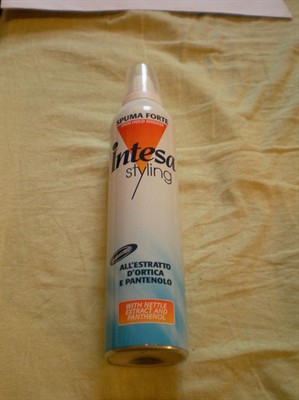 SPUMA FORTE
intesa
styling
ALL'ESTRATTO
D'ORTICA
E PANTENOLO
WITH NETTLE
EXTRACT AND
PANTHENOL